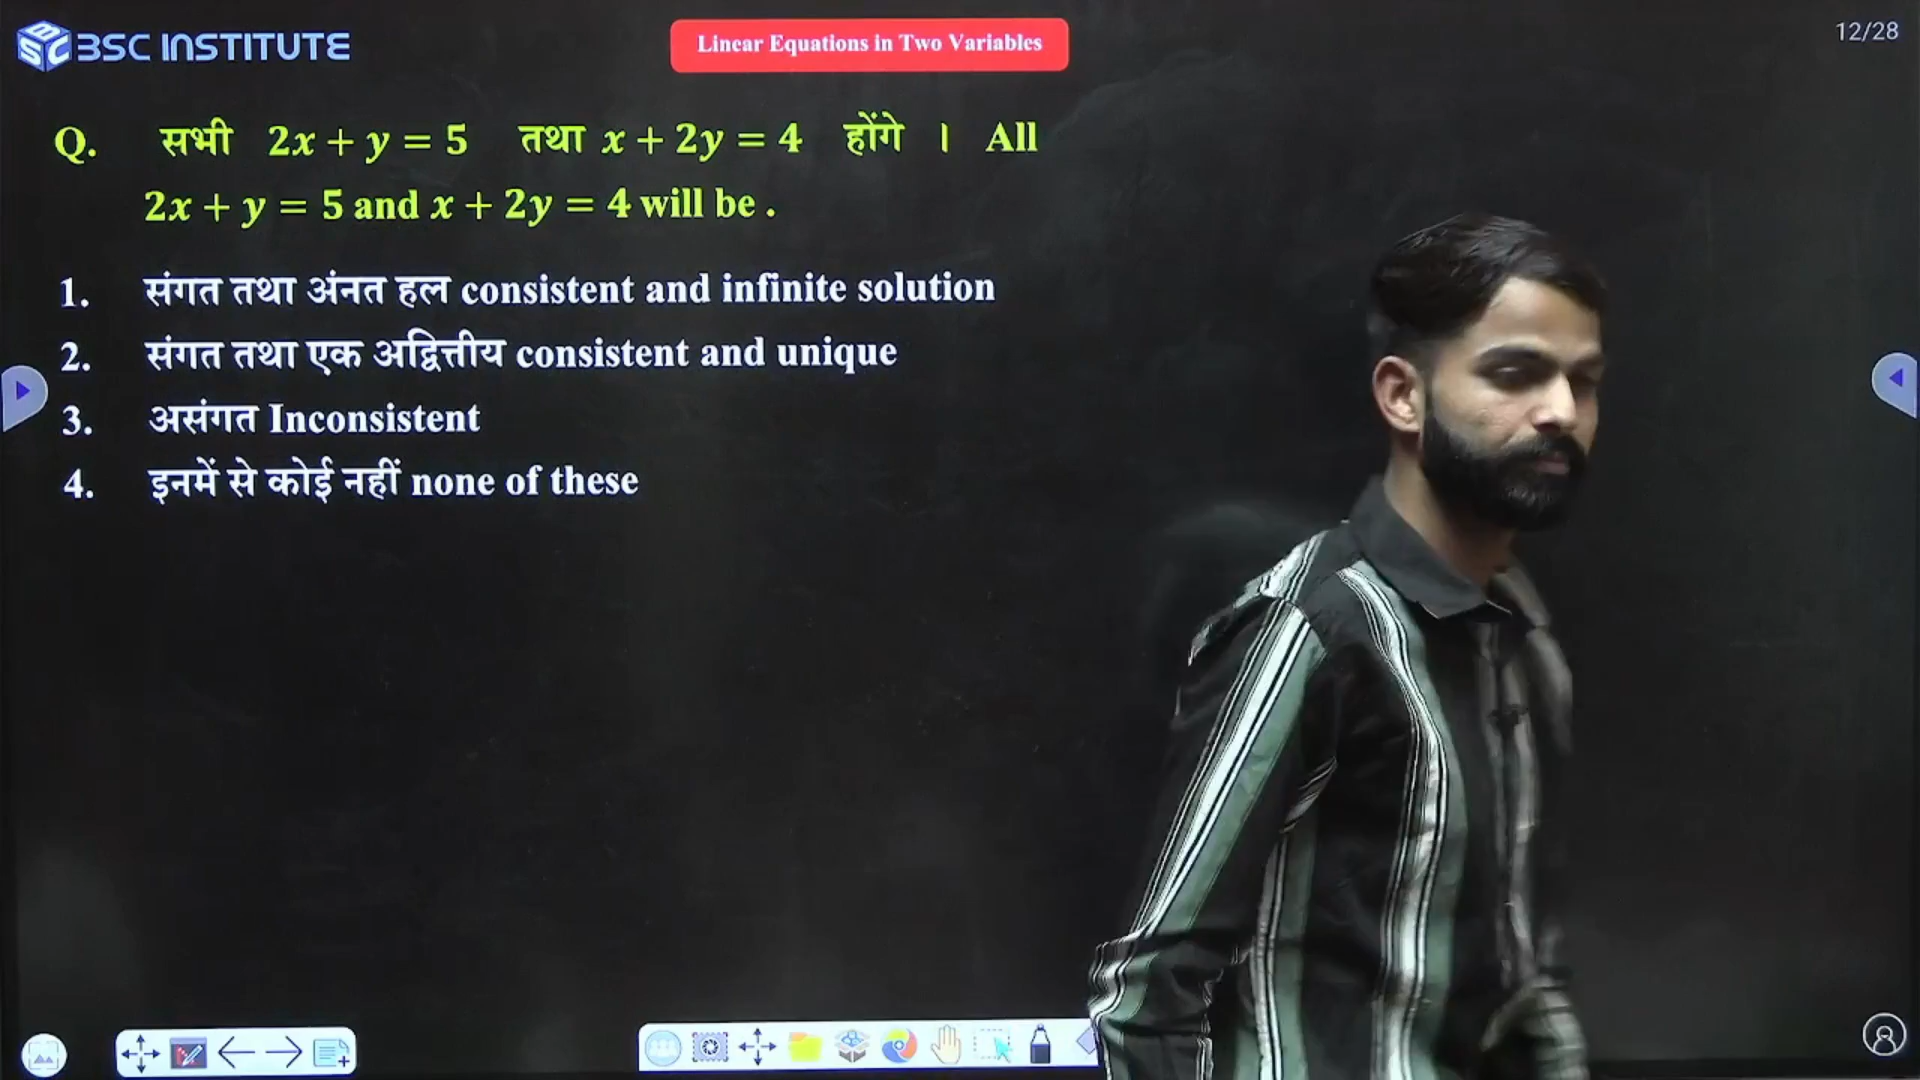 BSC INSTITUTE
Linear Equations in Two Variables
12/28
Q. सभी 2x + y = 5 तथा x + 2y = 4 होंगे । All
2x + y = 5 and x + 2y = 4 will be .
1. संगत तथा अंनत हल consistent and infinite solution
2. संगत तथा एक अद्वित्तीय consistent and unique
3. असंगत Inconsistent
4. इनमें से कोई नहीं none of these